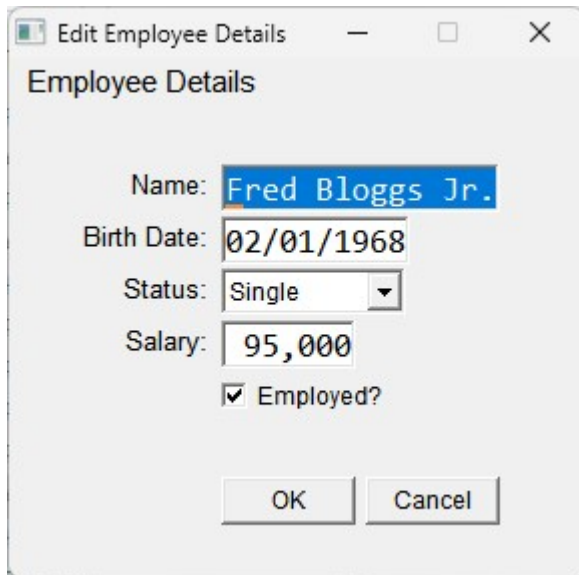 Edit Employee Details
Employee Details
Name: Fred Bloggs Jr.
Birth Date: 02/01/1968
Status: Single
Salary: 95,000
Employed?
OK Cancel